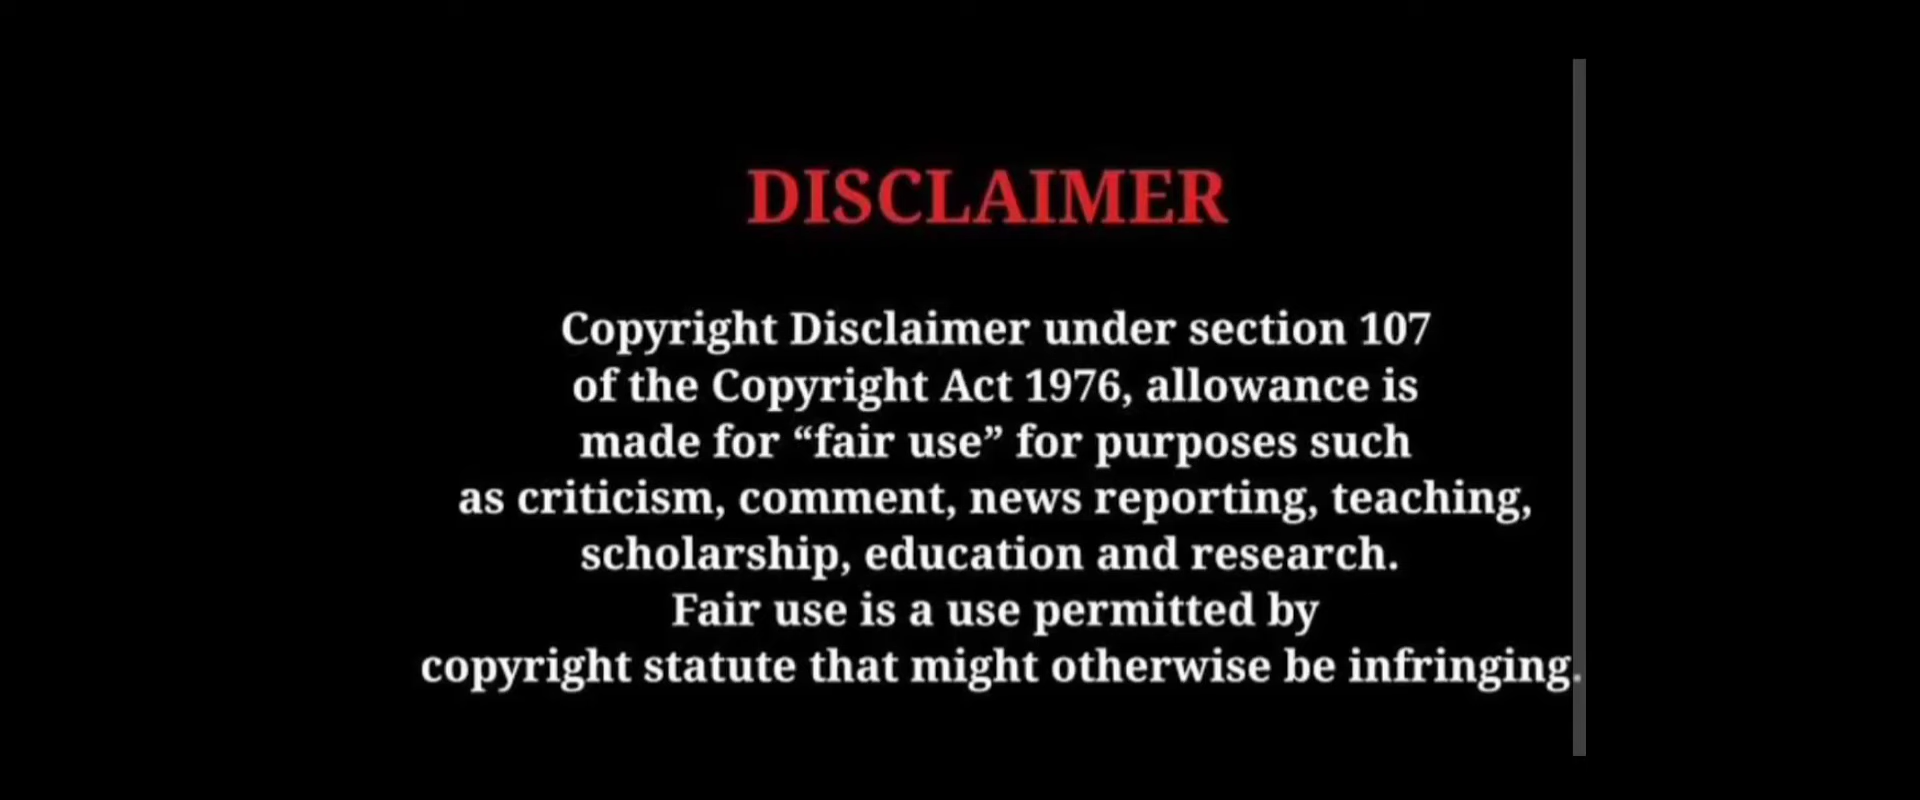 DISCLAIMER
Copyright Disclaimer under section 107
of the Copyright Act 1976, allowance is
made for “fair use” for purposes such
as criticism, comment, news reporting, teaching,
scholarship, education and research.
Fair use is a use permitted by
copyright statute that might otherwise be infringing.